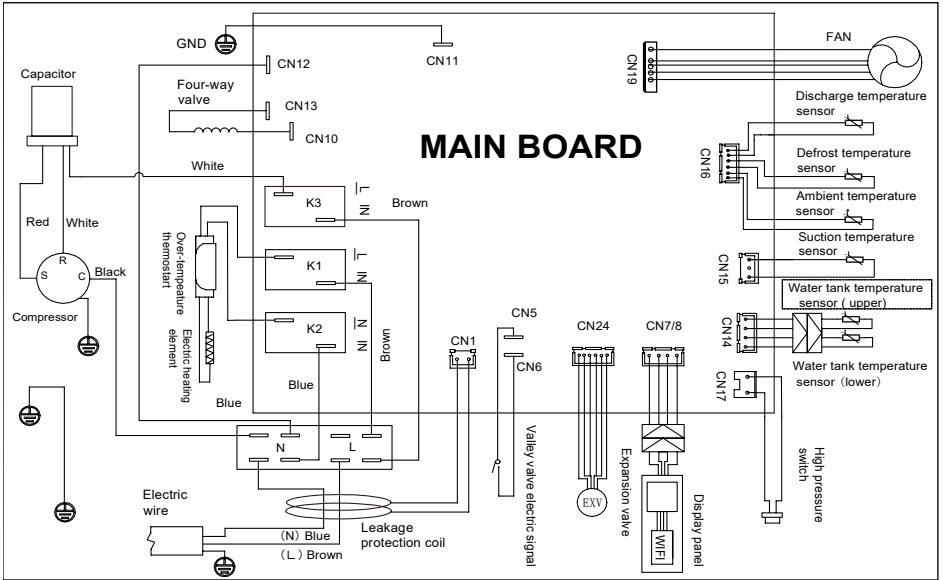 GND
CN11
FAN
CN19
CN12
Capacitor
Four-way
valve
CN13
CN10
Discharge temperature
sensor
MAIN BOARD
CN16
Defrost temperature
sensor
White
K3
L
IN
Brown
Ambient temperature
sensor
Red
White
Over-tempeature
thermostart
K1
L
IN
Suction temperature
sensor
CN15
S
R
C
Black
Compressor
Water tank temperature
sensor ( upper)
K2
N
IN
Brown
CN5
CN24
CN7/8
CN14
CN1
CN6
Electric heating
element
Water tank temperature
sensor (lower)
CN17
Blue
Blue
N
L
Valley valve electric signal
Expansion valve
High pressure
switch
Electric
wire
EXV
Display panel
WIFI
(N) Blue
(L) Brown
Leakage
protection coil